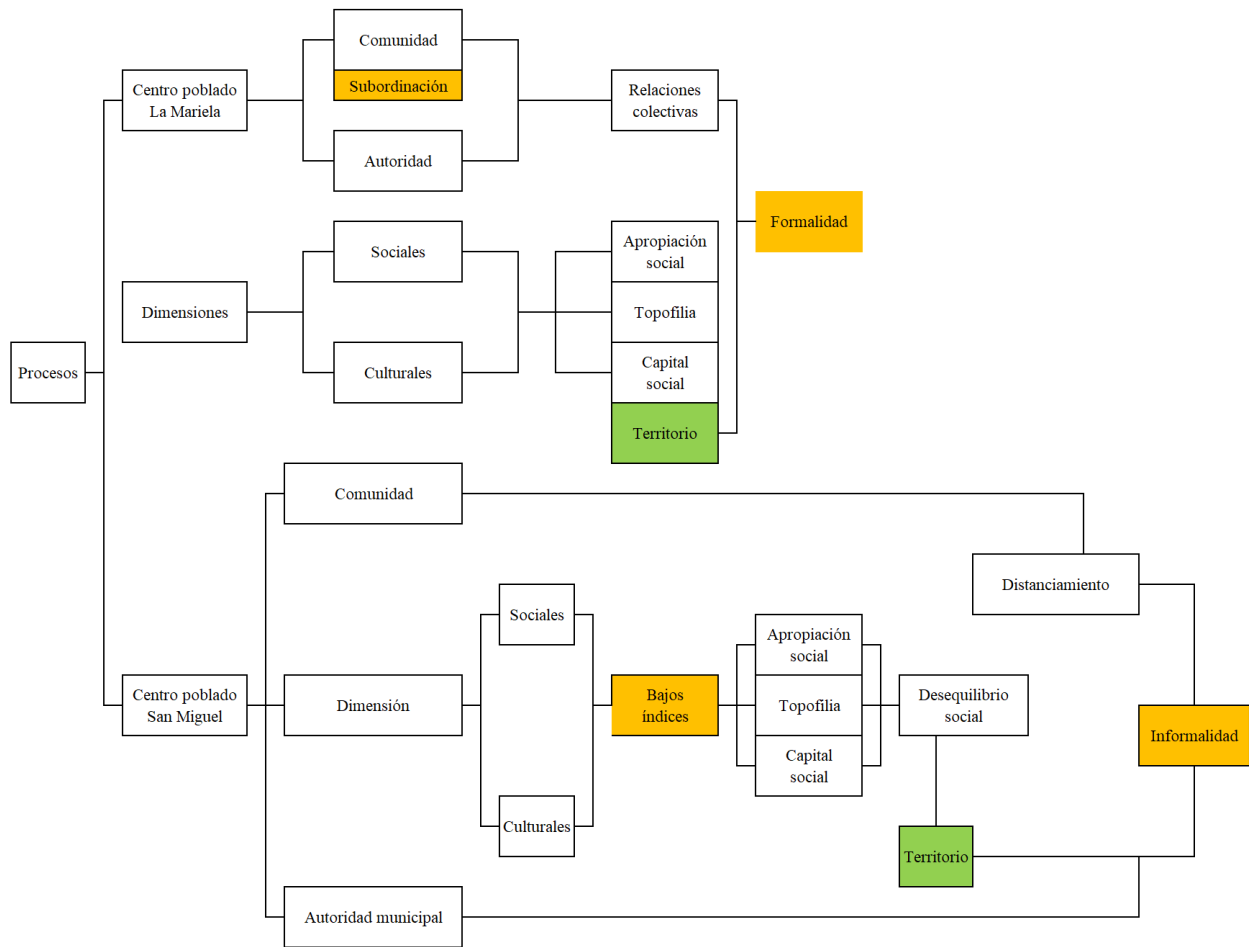 Comunidad
Subordinación
Centro poblado
La Mariela
Relaciones
colectivas
Autoridad
Formalidad
Sociales
Apropiación
social
Dimensiones
Topofilia
Culturales
Capital
social
Procesos
Territorio
Comunidad
Distanciamiento
Sociales
Apropiación
social
Centro poblado
San Miguel
Dimensión
Bajos
índices
Topofilia
Desequilibrio
social
Informalidad
Capital
social
Culturales
Territorio
Autoridad municipal